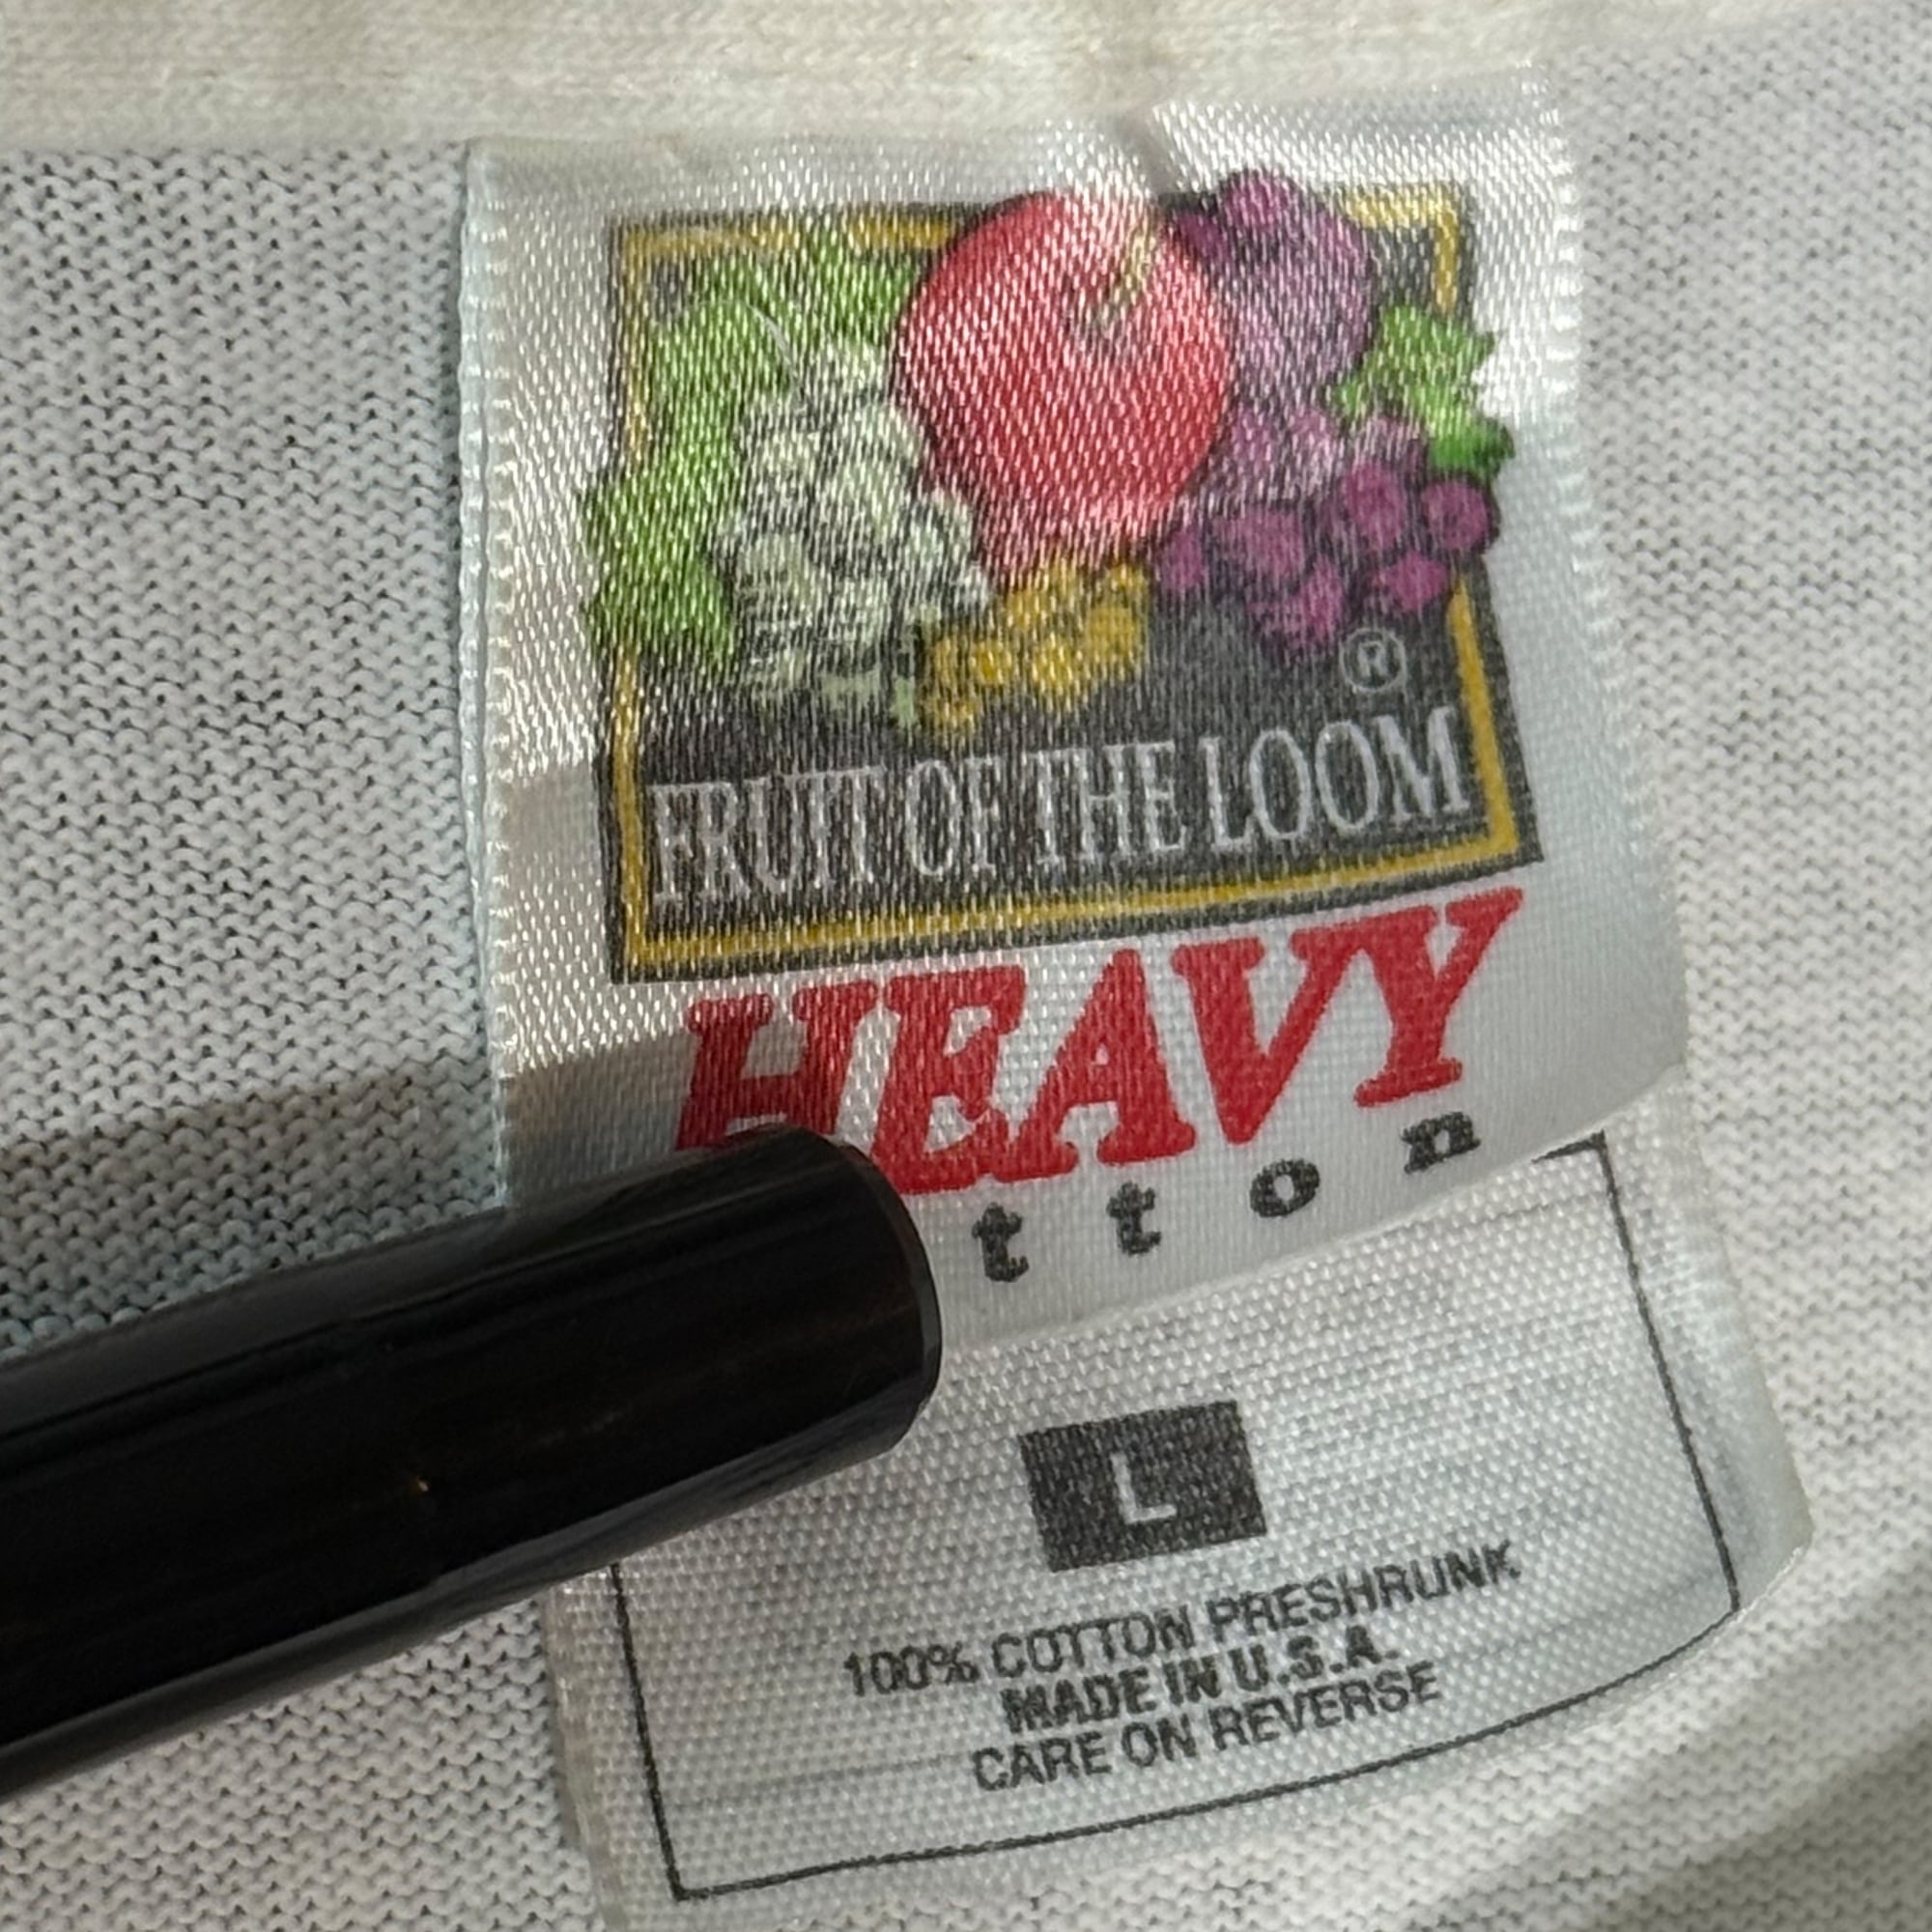 ®
FRUIT OF THE LOOM
HEAVY
tton
L
100% COTTON PRESHRUNK
MADE IN U.S.A.
CARE ON REVERSE